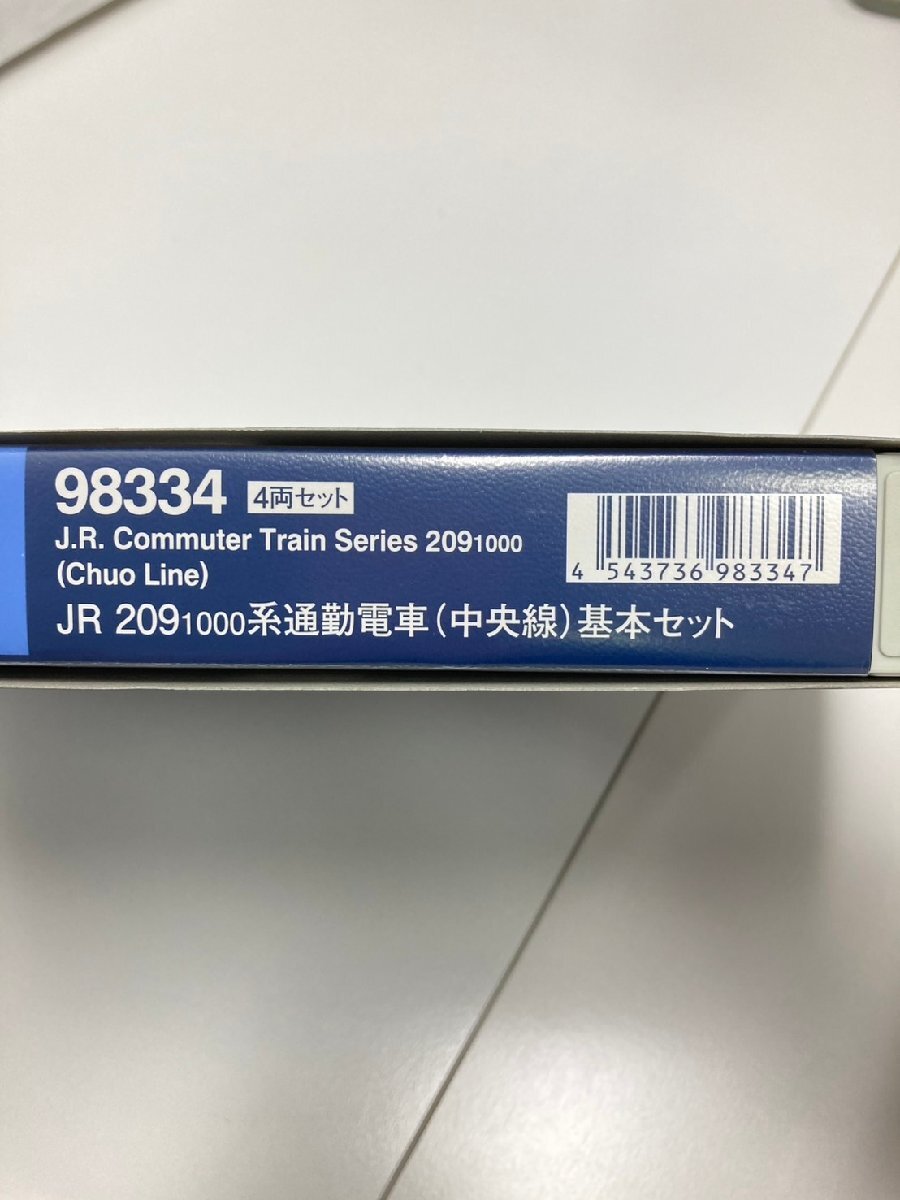 98334 4両セット
J.R. Commuter Train Series 2091000
(Chuo Line)
JR 2091000系通勤電車(中央線)基本セット
4 543736 983347